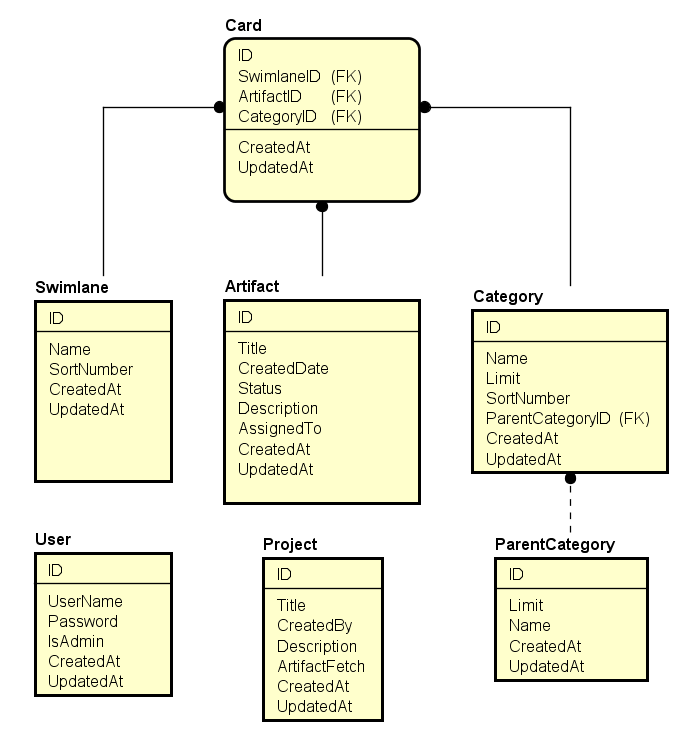 Card
ID
SwimlaneID (FK)
ArtifactID (FK)
CategoryID (FK)
CreatedAt
UpdatedAt
Swimlane
ID
Name
SortNumber
CreatedAt
UpdatedAt
Artifact
ID
Title
CreatedDate
Status
Description
AssignedTo
CreatedAt
UpdatedAt
Category
ID
Name
Limit
SortNumber
ParentCategoryID (FK)
CreatedAt
UpdatedAt
User
ID
UserName
Password
IsAdmin
CreatedAt
UpdatedAt
Project
ID
Title
CreatedBy
Description
ArtifactFetch
CreatedAt
UpdatedAt
ParentCategory
ID
Limit
Name
CreatedAt
UpdatedAt